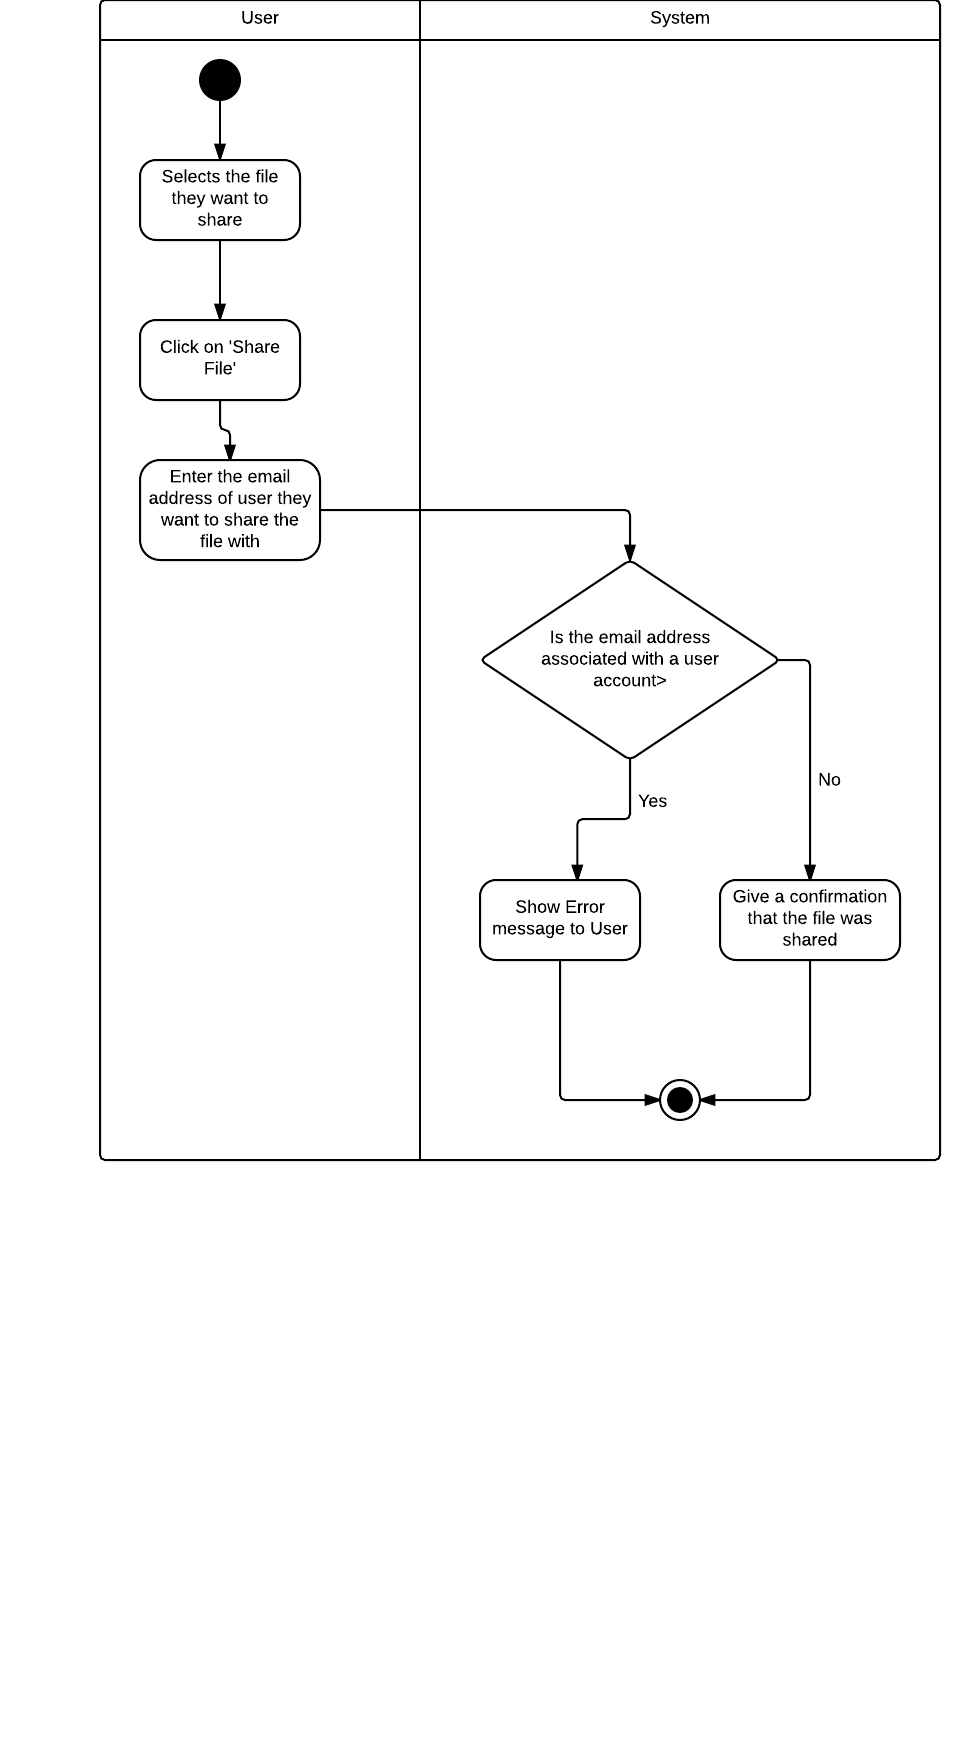 User
System
Selects the file
they want to
share
Click on 'Share
File'
Enter the email
address of user they
want to share the
file with
Is the email address
associated with a user
account>
No
Yes
Show Error
message to User
Give a confirmation
that the file was
shared